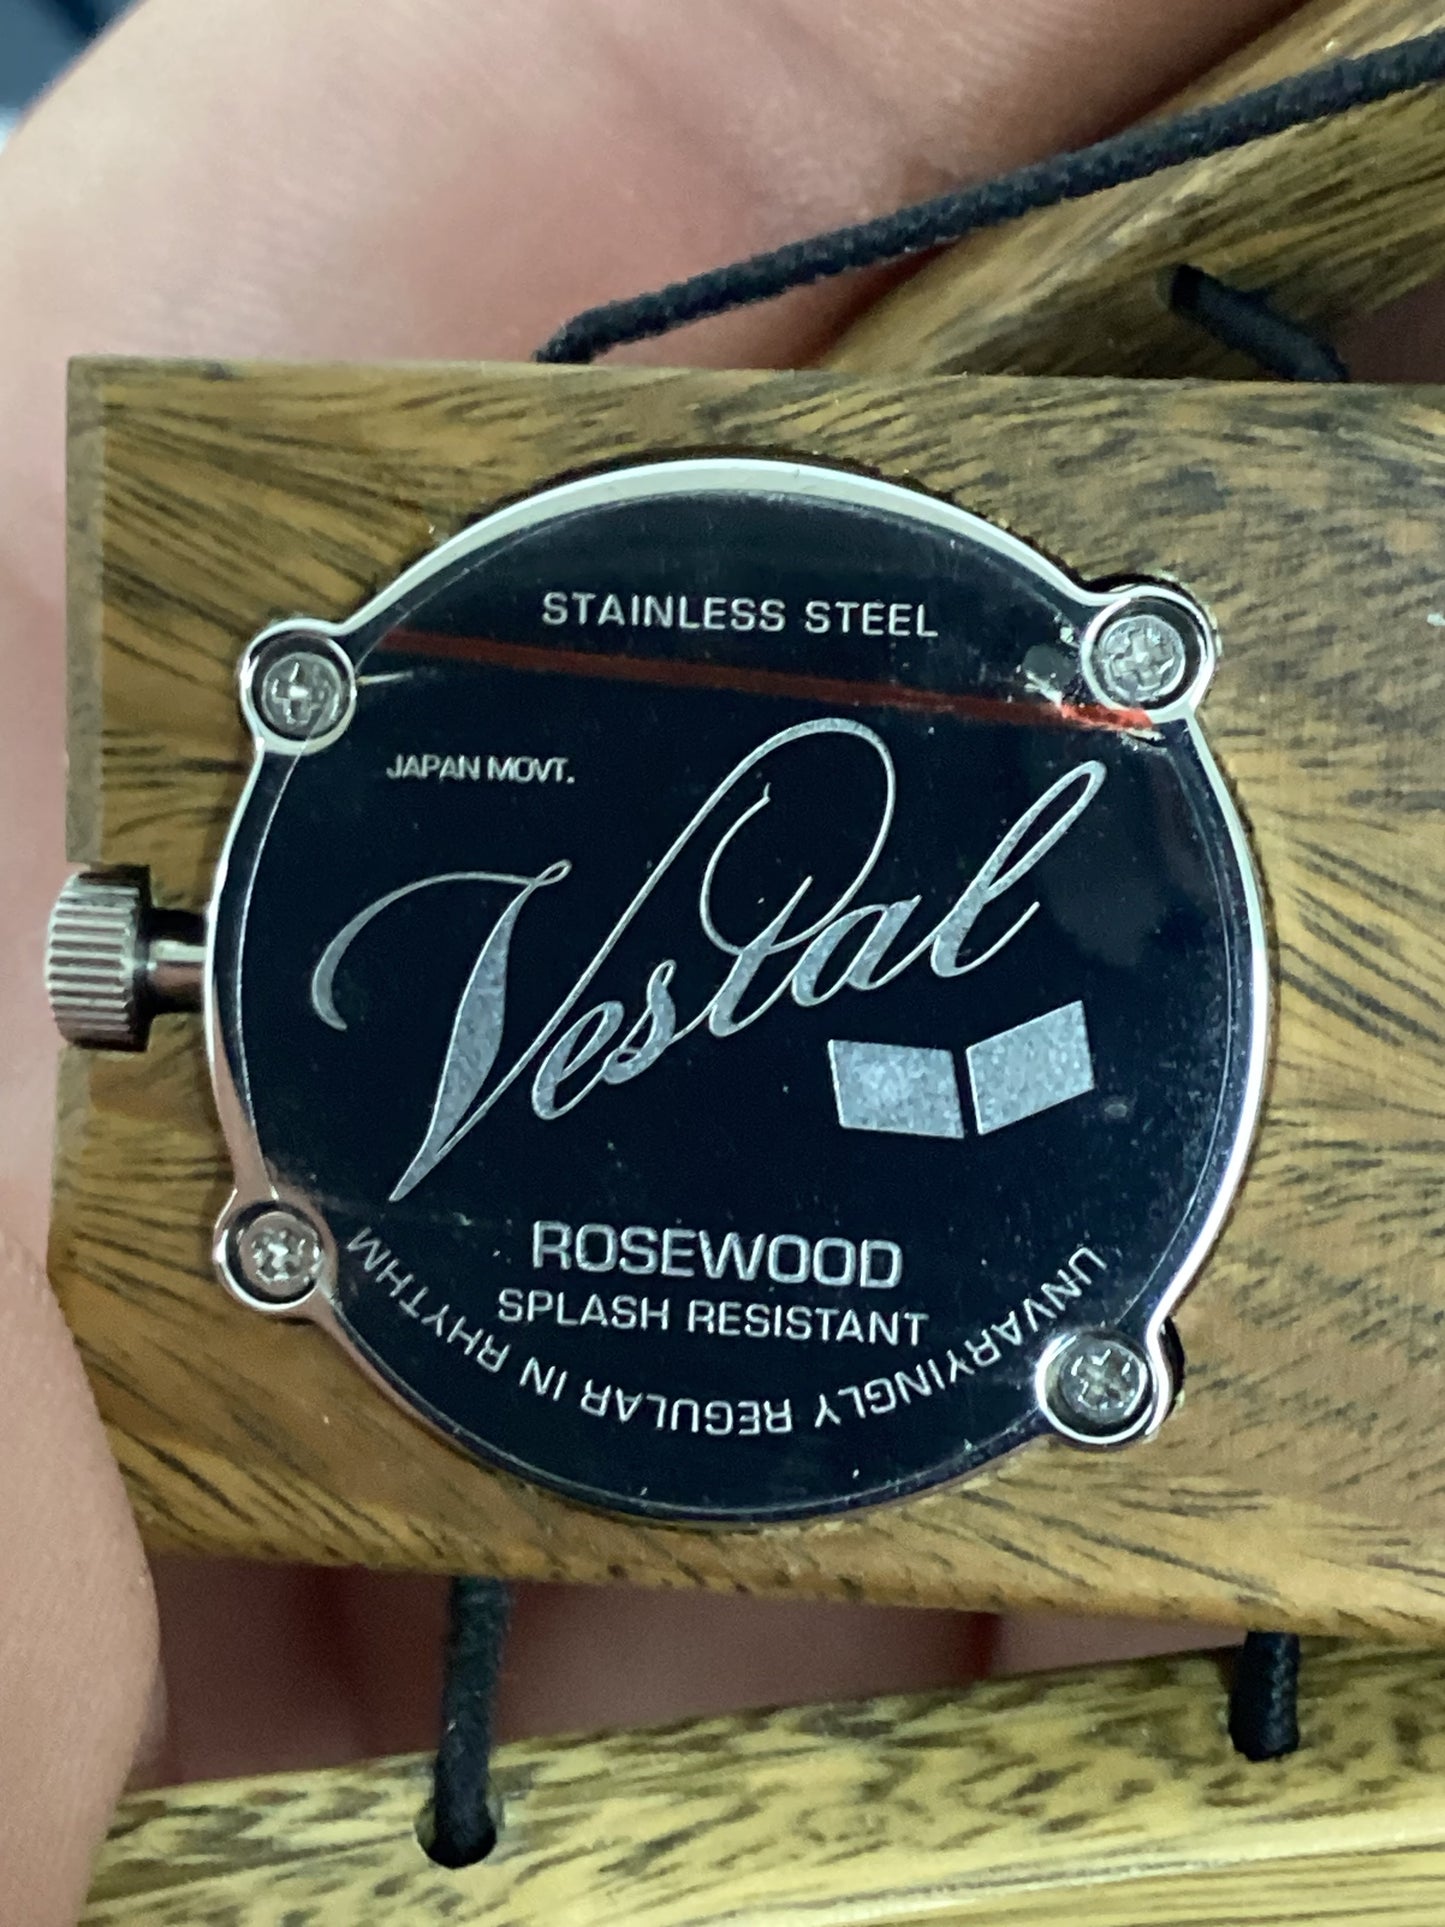 STAINLESS STEEL
JAPAN MOVT.
Vestal
ROSEWOOD
SPLASH RESISTANT
UNVARYINGLY REGULAR IN RHYTHM